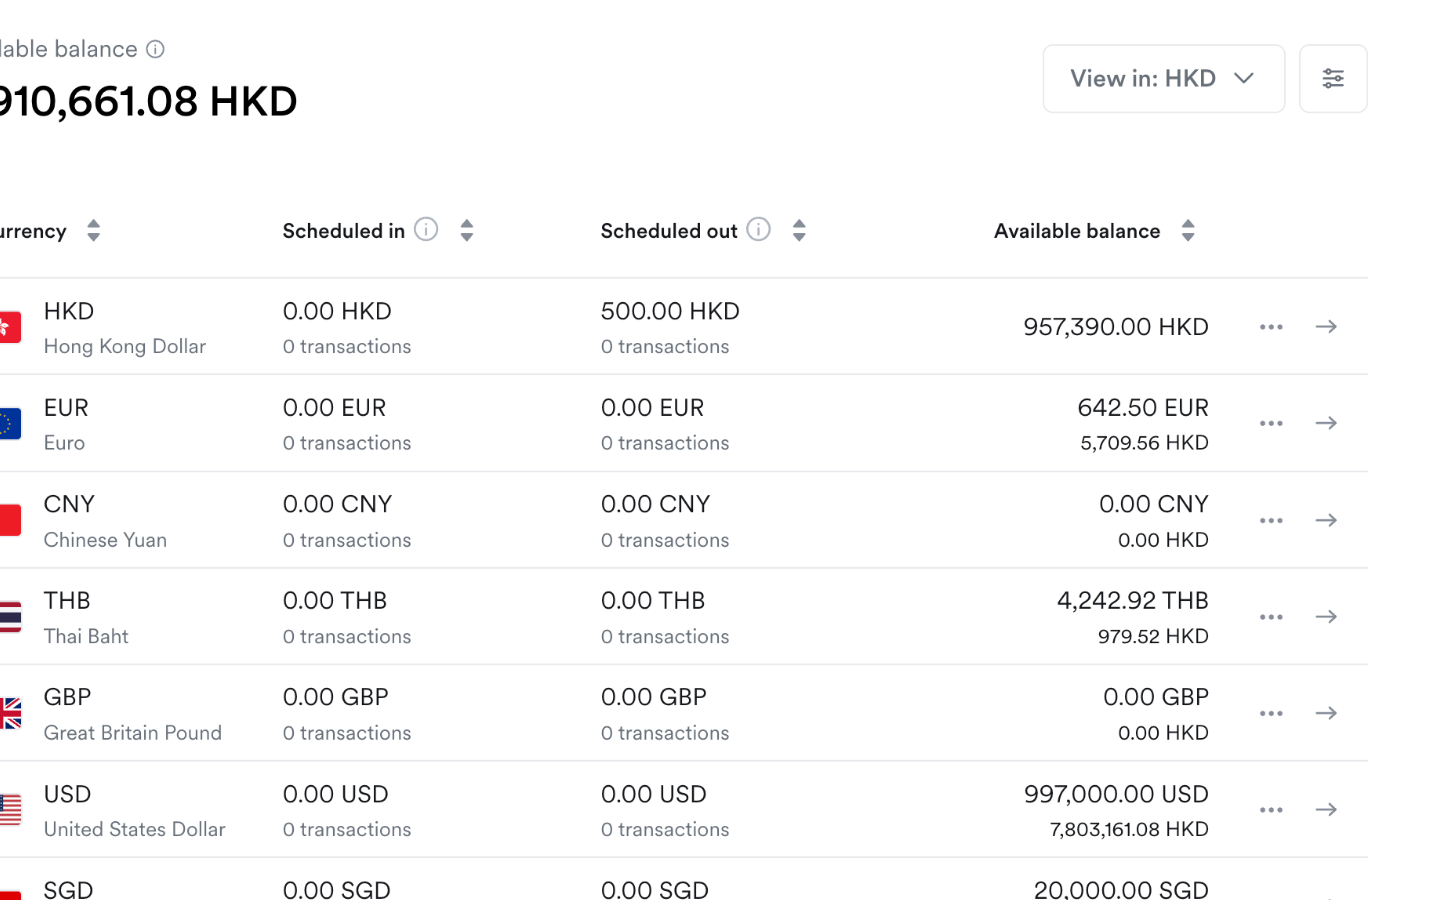 lable balance
910,661.08 HKD
View in: HKD
urrency Scheduled in Scheduled out Available balance
HKD 0.00 HKD 500.00 HKD 957,390.00 HKD
Hong Kong Dollar 0 transactions 0 transactions
EUR 0.00 EUR 0.00 EUR 642.50 EUR
Euro 0 transactions 0 transactions 5,709.56 HKD
CNY 0.00 CNY 0.00 CNY 0.00 CNY
Chinese Yuan 0 transactions 0 transactions 0.00 HKD
THB 0.00 THB 0.00 THB 4,242.92 THB
Thai Baht 0 transactions 0 transactions 979.52 HKD
GBP 0.00 GBP 0.00 GBP 0.00 GBP
Great Britain Pound 0 transactions 0 transactions 0.00 HKD
USD 0.00 USD 0.00 USD 997,000.00 USD
United States Dollar 0 transactions 0 transactions 7,803,161.08 HKD
SGD 0.00 SGD 0.00 SGD 20,000.00 SGD